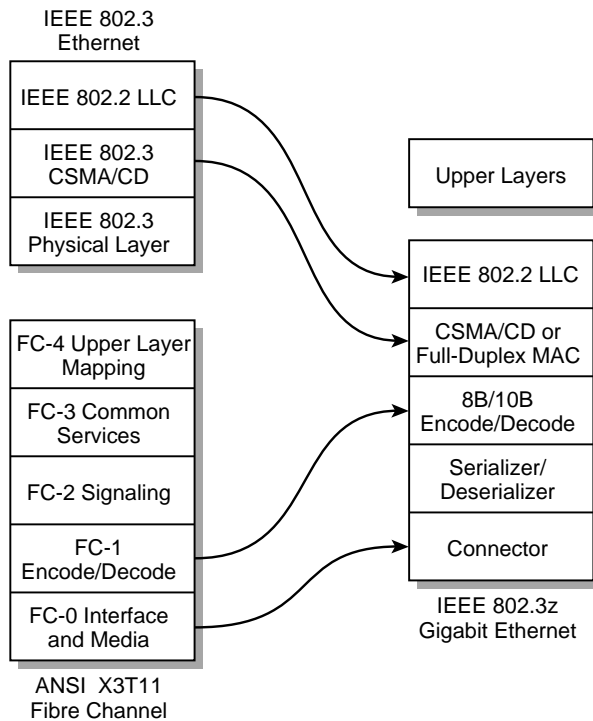 IEEE 802.3
Ethernet
IEEE 802.2 LLC
IEEE 802.3
CSMA/CD
IEEE 802.3
Physical Layer
FC-4 Upper Layer
Mapping
FC-3 Common
Services
FC-2 Signaling
FC-1
Encode/Decode
FC-0 Interface
and Media
ANSI X3T11
Fibre Channel
Upper Layers
IEEE 802.2 LLC
CSMA/CD or
Full-Duplex MAC
8B/10B
Encode/Decode
Serializer/
Deserializer
Connector
IEEE 802.3z
Gigabit Ethernet